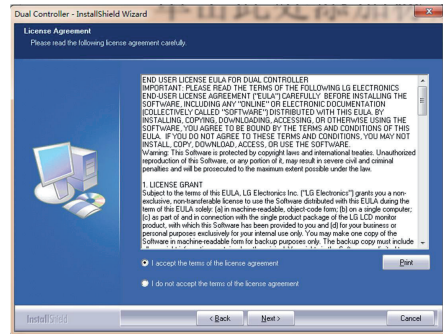 Dual Controller - InstallShield Wizard
License Agreement
Please read the following license agreement carefully.
END USER LICENSE EULA FOR DUAL CONTROLLER
IMPORTANT: PLEASE READ THE TERMS OF THE FOLLOWING LG ELECTRONICS
END-USER LICENSE AGREEMENT ("EULA") CAREFULLY BEFORE INSTALLING THE
SOFTWARE, INCLUDING ANY "ONLINE" OR ELECTRONIC DOCUMENTATION
(COLLECTIVELY CALLED "SOFTWARE") DISTRIBUTED WITH THIS EULA. BY
INSTALLING, COPYING, DOWNLOADING, ACCESSING, OR OTHERWISE USING THE
SOFTWARE, YOU AGREE TO BE BOUND BY THE TERMS AND CONDITIONS OF THIS
EULA. IF YOU DO NOT AGREE TO THESE TERMS AND CONDITIONS, YOU MAY NOT
INSTALL, COPY, DOWNLOAD, ACCESS, OR USE THE SOFTWARE.
Warning: This Software is protected by copyright laws and international treaties. Unauthorized
reproduction of this Software, or any portion of it, may result in severe civil and criminal
penalties and will be prosecuted to the maximum extent possible under the law.
1. LICENSE GRANT
Subject to the terms of this EULA, LG Electronics Inc. ("LG Electronics") grants you a non-
exclusive, non-transferable license to use the Software distributed with this EULA during the
term of this EULA solely: (a) in machine-readable, object-code form; (b) on a single computer;
(c) as part of and in connection with the single product package of the LG LCD monitor
product, with which this Software has been provided to you and (d) for your business or
personal purposes exclusively for your internal use only. You may make one copy of the
Software in machine-readable form for backup purposes only. The backup copy must include
I accept the terms of the license agreement
Print
I do not accept the terms of the license agreement
InstallShield
< Back
Next >
Cancel